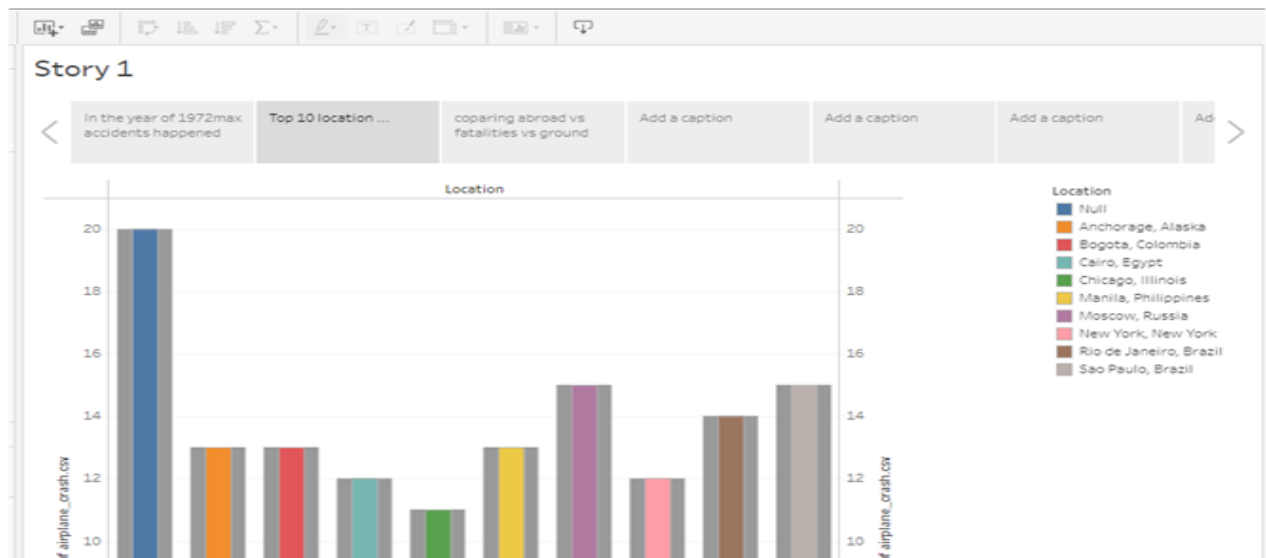 Story 1
In the year of 1972max
accidents happened
Top 10 location ...
coparing abroad vs
fatalities vs ground
Add a caption
Add a caption
Add a caption
Ad
Location
20
18
16
14
12
10
of airplane_crash.csv
20
18
16
14
12
10
of airplane_crash.csv
Location
Null
Anchorage, Alaska
Bogota, Colombia
Cairo, Egypt
Chicago, Illinois
Manila, Philippines
Moscow, Russia
New York, New York
Rio de Janeiro, Brazil
Sao Paulo, Brazil